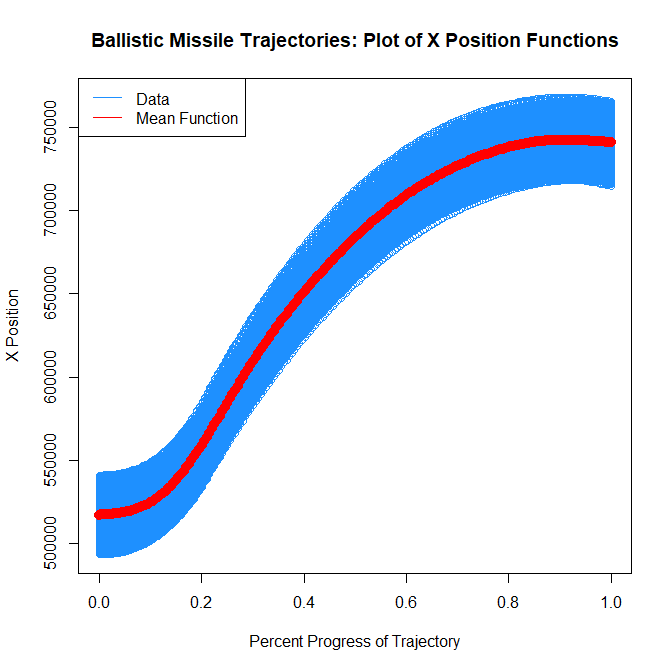 Ballistic Missile Trajectories: Plot of X Position Functions
Data
Mean Function
X Position
750000
700000
650000
600000
550000
500000
0.0 0.2 0.4 0.6 0.8 1.0
Percent Progress of Trajectory